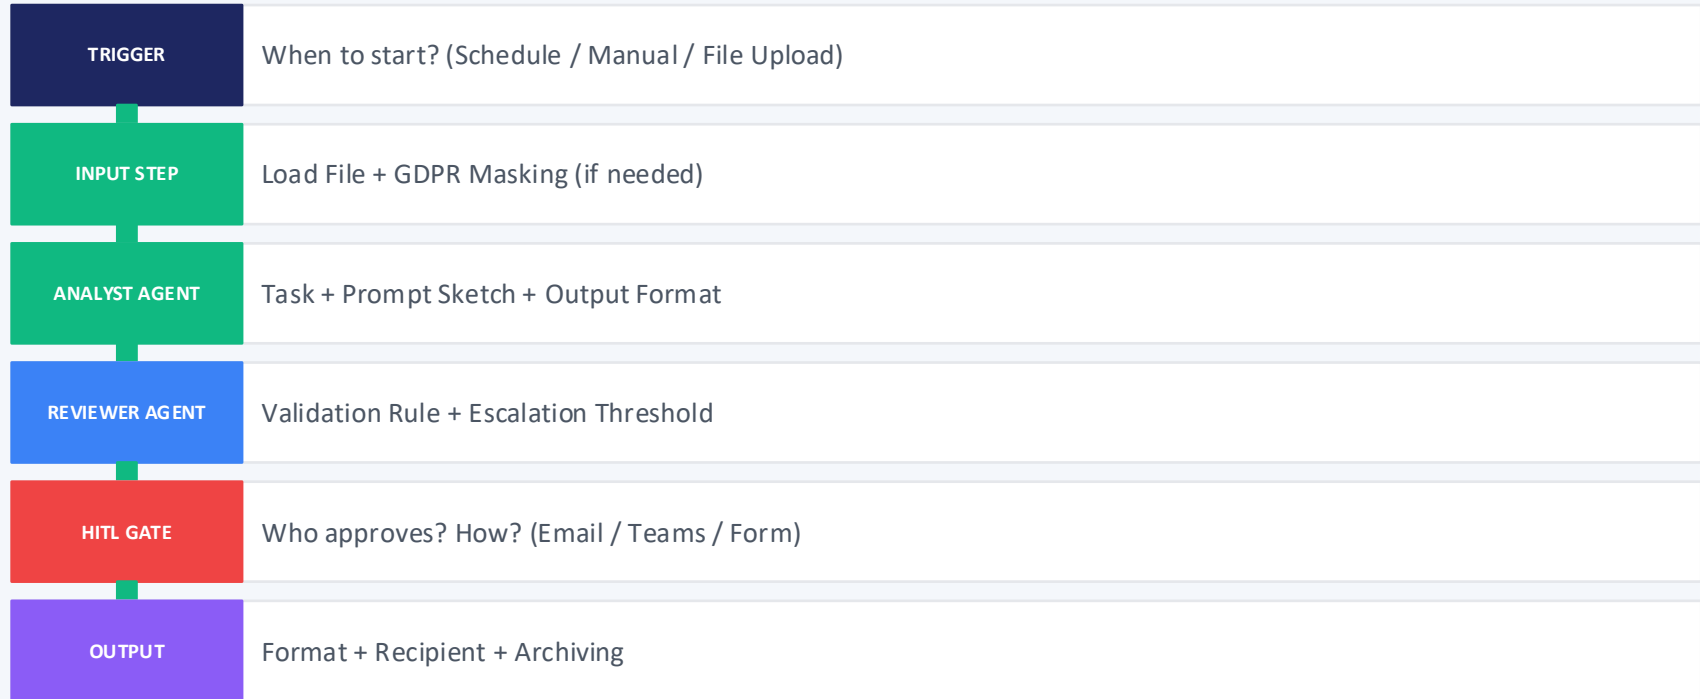 TRIGGER
When to start? (Schedule / Manual / File Upload)
INPUT STEP
Load File + GDPR Masking (if needed)
ANALYST AGENT
Task + Prompt Sketch + Output Format
REVIEWER AGENT
Validation Rule + Escalation Threshold
HITL GATE
Who approves? How? (Email / Teams / Form)
OUTPUT
Format + Recipient + Archiving